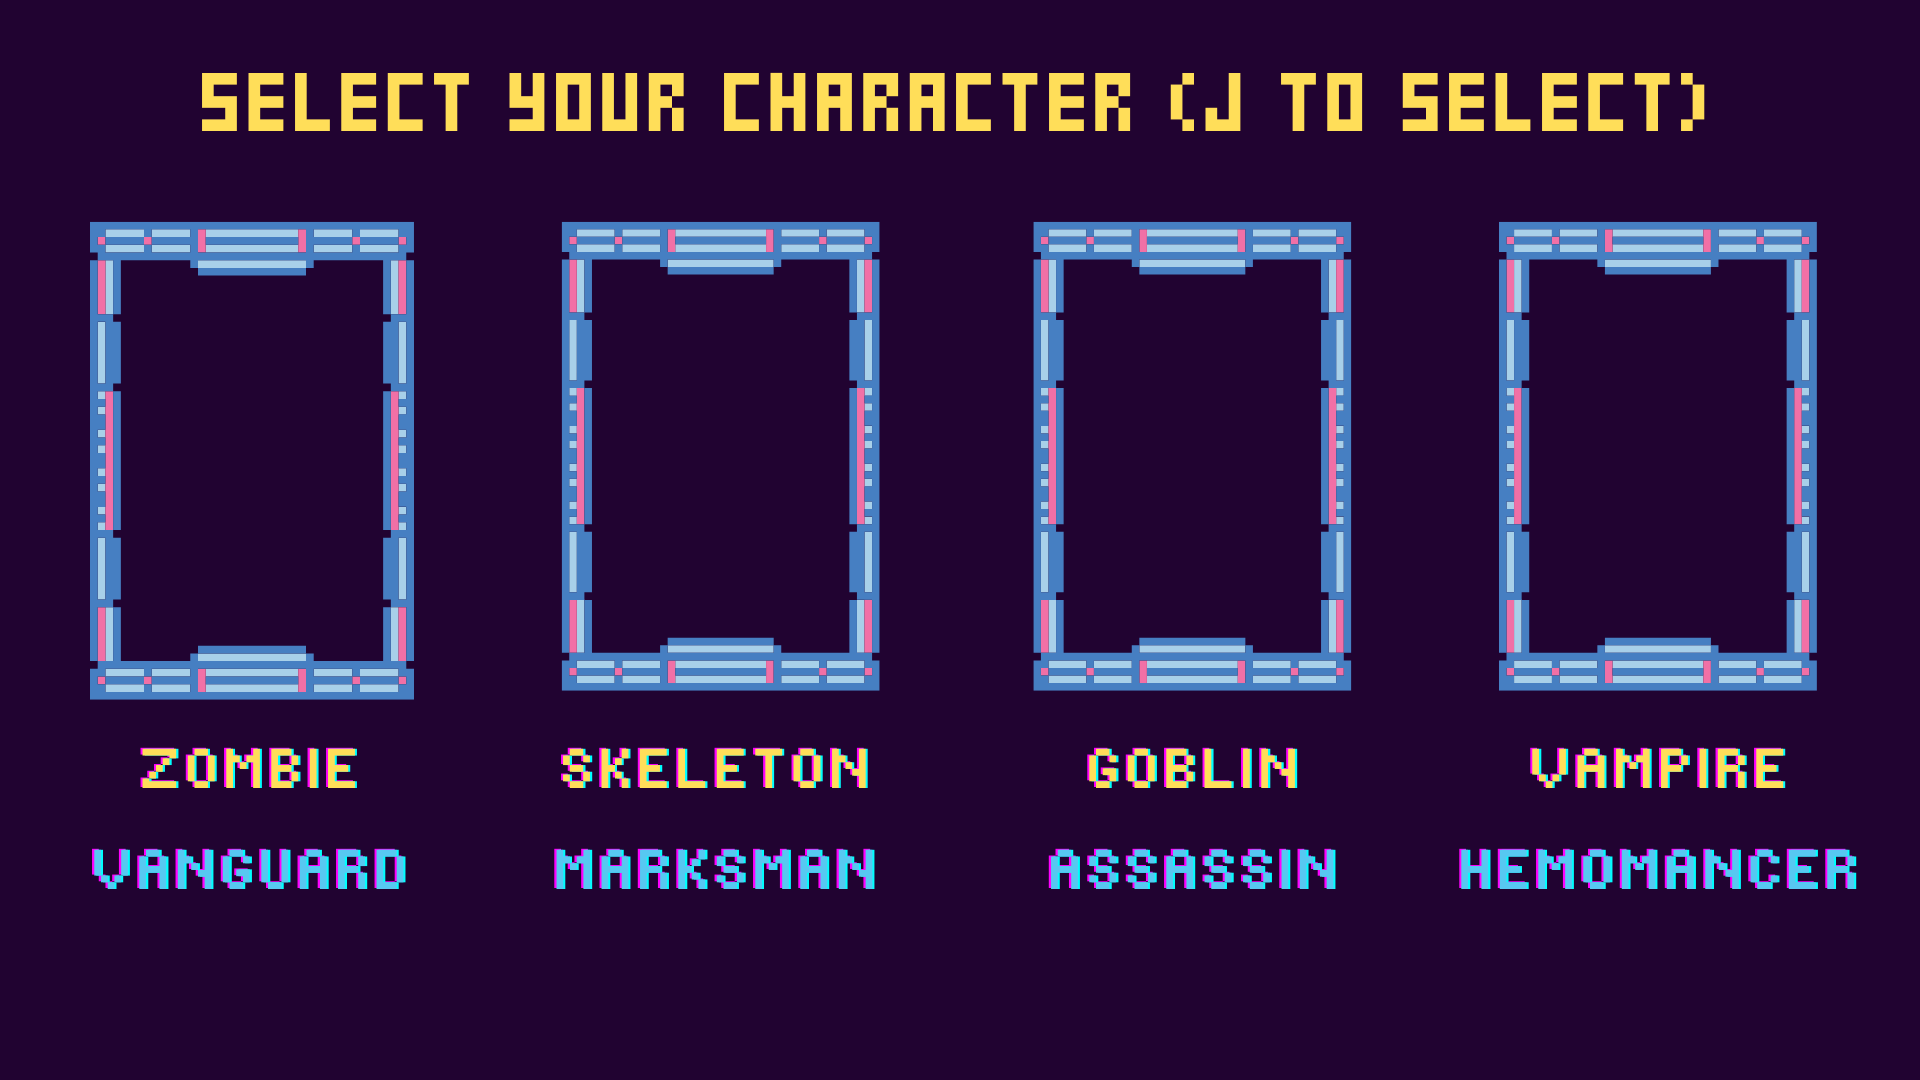 SELECT YOUR CHARACTER (J TO SELECT)
ZOMBIE
SKELETON
GOBLIN
VAMPIRE
VANGUARD
MARKSMAN
ASSASSIN
HEMOMANCER